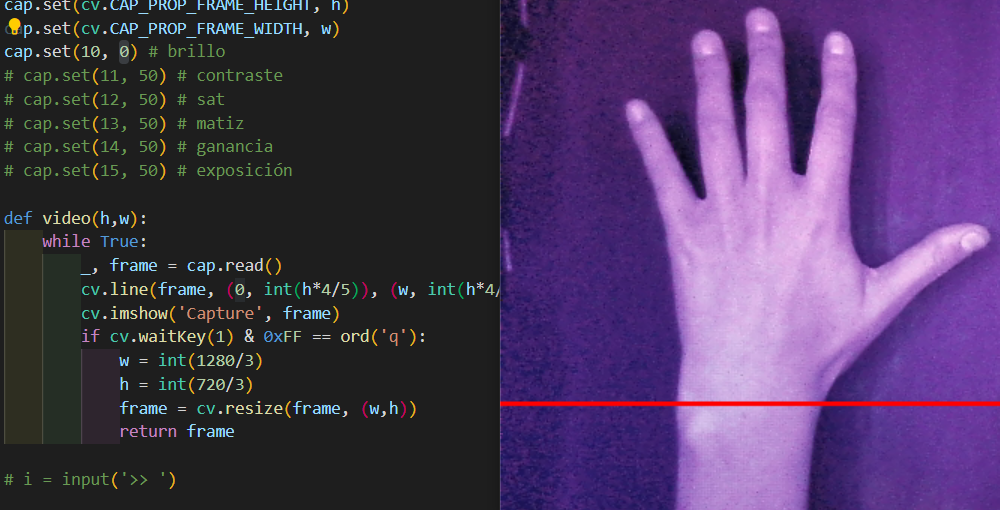 cap.set(cv.CAP_PROP_FRAME_HEIGHT, h)
cap.set(cv.CAP_PROP_FRAME_WIDTH, w)
cap.set(10, 0) # brillo
# cap.set(11, 50) # contraste
# cap.set(12, 50) # sat
# cap.set(13, 50) # matiz
# cap.set(14, 50) # ganancia
# cap.set(15, 50) # exposición
def video(h,w):
while True:
_, frame = cap.read()
cv.line(frame, (0, int(h*4/5)), (w, int(h*4/
cv.imshow('Capture', frame)
if cv.waitKey(1) & 0xFF == ord('q'):
w = int(1280/3)
h = int(720/3)
frame = cv.resize(frame, (w,h))
return frame
# i = input('>> ')